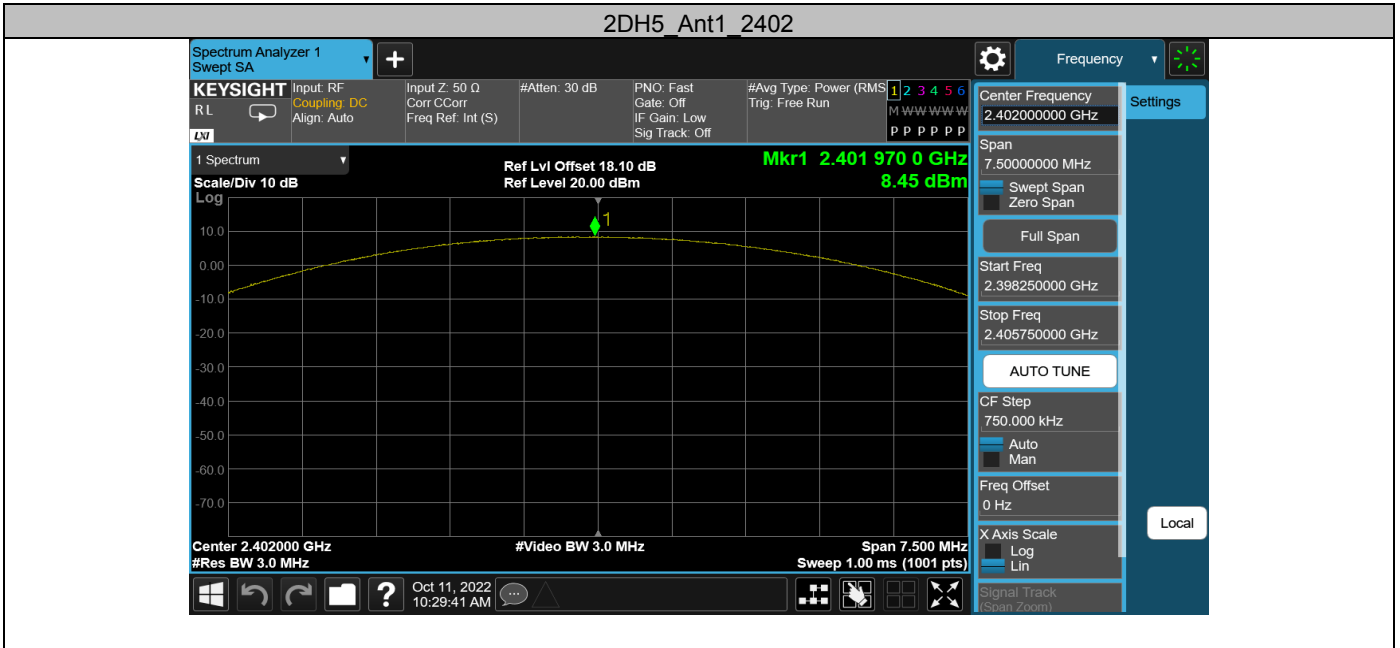 2DH5_Ant1_2402
Spectrum Analyzer 1
Swept SA
+
Frequency
KEYSIGHT
R L
LXI
Input: RF
Coupling: DC
Align: Auto
Input Z: 50 Ω
Corr CCorr
Freq Ref: Int (S)
#Atten: 30 dB
PNO: Fast
Gate: Off
IF Gain: Low
Sig Track: Off
#Avg Type: Power (RMS
Trig: Free Run
1 2 3 4 5 6
M W W W W W
P P P P P P
1 Spectrum
Scale/Div 10 dB
Log
Ref Lvl Offset 18.10 dB
Ref Level 20.00 dBm
Mkr1 2.401 970 0 GHz
8.45 dBm
1
10.0
0.00
-10.0
-20.0
-30.0
-40.0
-50.0
-60.0
-70.0
Center 2.402000 GHz
#Video BW 3.0 MHz
Span 7.500 MHz
#Res BW 3.0 MHz
Sweep 1.00 ms (1001 pts)
Center Frequency
2.402000000 GHz
Settings
Span
7.50000000 MHz
Swept Span
Zero Span
Full Span
Start Freq
2.398250000 GHz
Stop Freq
2.405750000 GHz
AUTO TUNE
CF Step
750.000 kHz
Auto
Man
Freq Offset
0 Hz
X Axis Scale
Log
Lin
Local
Signal Track
(Span Zoom)
?
Oct 11, 2022
10:29:41 AM